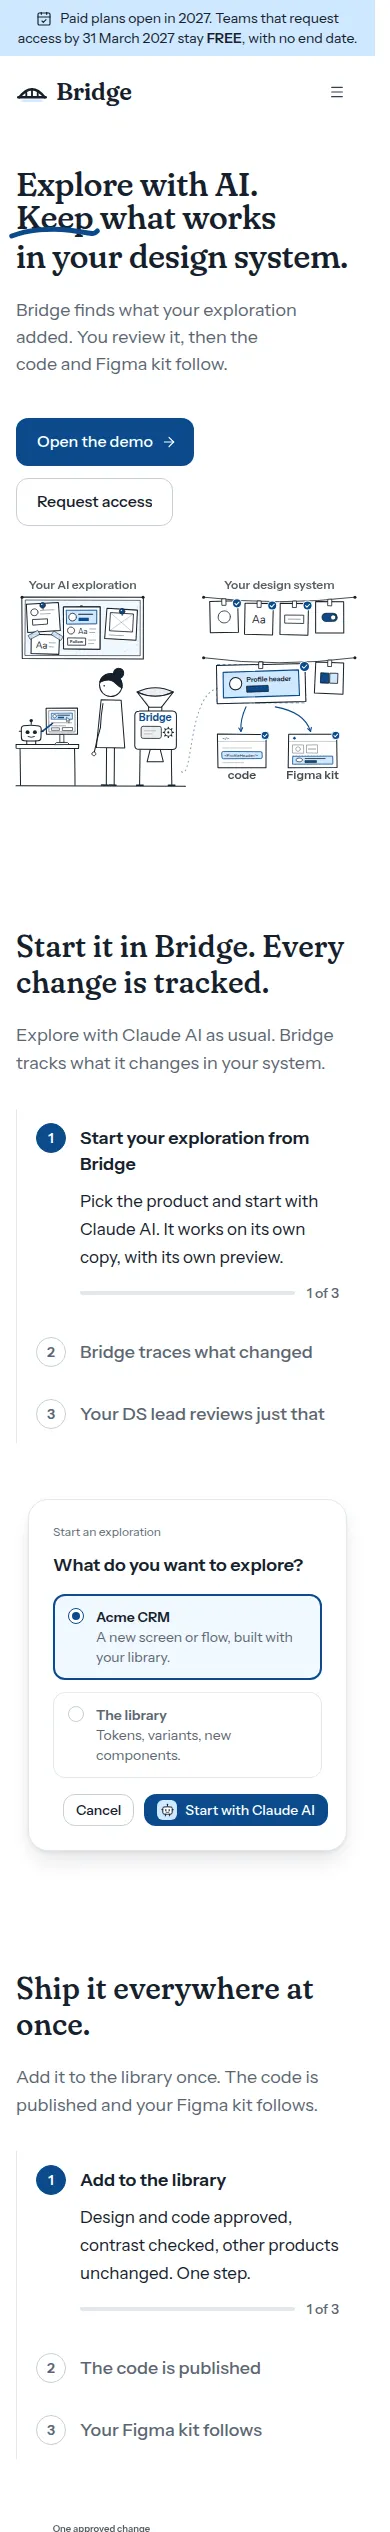 Paid plans open in 2027. Teams that request
access by 31 March 2027 stay FREE, with no end date.
Bridge
Explore with AI.
Keep what works
in your design system.
Bridge finds what your exploration
added. You review it, then the
code and Figma kit follow.
Open the demo →
Request access
Your AI exploration
Your design system
Aa
Aa
Follow
Aa
Profile header
Bridge
</>
<ProfileHeader/>
code
Figma kit
Start it in Bridge. Every
change is tracked.
Explore with Claude AI as usual. Bridge
tracks what it changes in your system.
1
Start your exploration from
Bridge
Pick the product and start with
Claude AI. It works on its own
copy, with its own preview.
1 of 3
2
Bridge traces what changed
3
Your DS lead reviews just that
Start an exploration
What do you want to explore?
Acme CRM
A new screen or flow, built with
your library.
The library
Tokens, variants, new
components.
Cancel
Start with Claude AI
Ship it everywhere at
once.
Add it to the library once. The code is
published and your Figma kit follows.
1
Add to the library
Design and code approved,
contrast checked, other products
unchanged. One step.
1 of 3
2
The code is published
3
Your Figma kit follows
One approved change